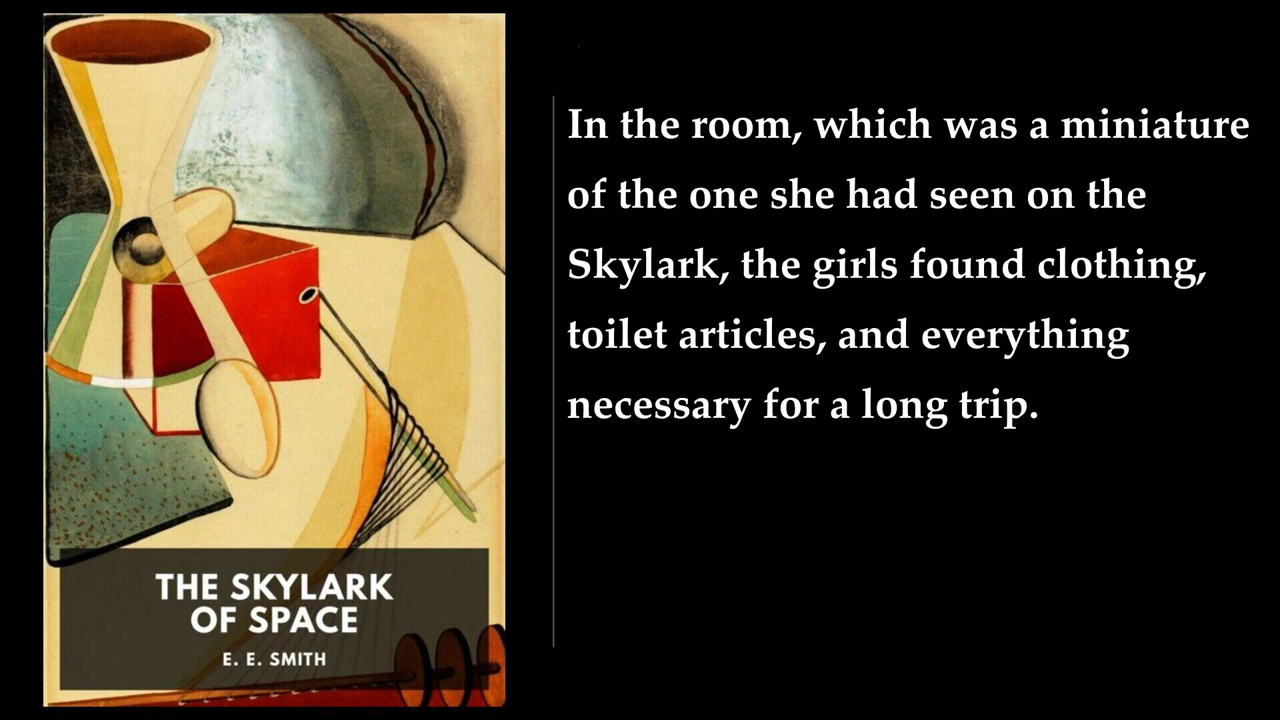 THE SKYLARK
OF SPACE
E. E. SMITH
In the room, which was a miniature
of the one she had seen on the
Skylark, the girls found clothing,
toilet articles, and everything
necessary for a long trip.